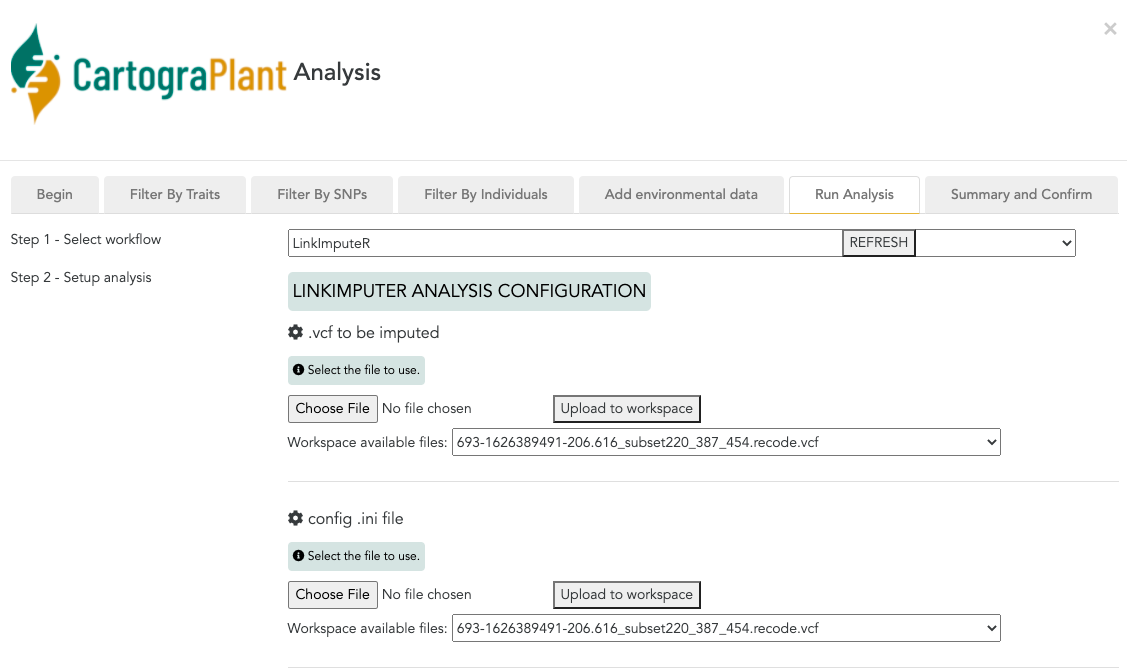 ×
CartograPlant Analysis
Begin
Filter By Traits
Filter By SNPs
Filter By Individuals
Add environmental data
Run Analysis
Summary and Confirm
Step 1 - Select workflow
LinkImputeR
REFRESH
Step 2 - Setup analysis
LINKIMPUTER ANALYSIS CONFIGURATION
.vcf to be imputed
Select the file to use.
Choose File No file chosen
Upload to workspace
Workspace available files: 693-1626389491-206.616_subset220_387_454.recode.vcf
config .ini file
Select the file to use.
Choose File No file chosen
Upload to workspace
Workspace available files: 693-1626389491-206.616_subset220_387_454.recode.vcf